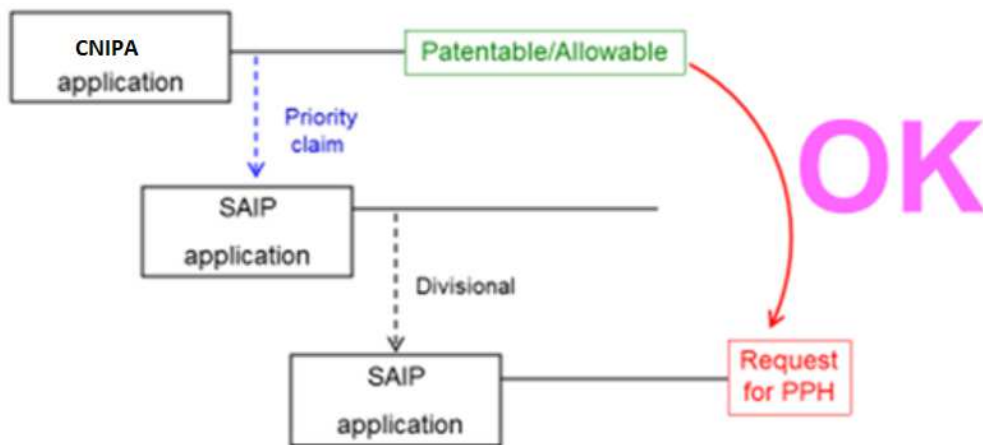 CNIPA
application
Patentable/Allowable
Priority
claim
OK
SAIP
application
Divisional
SAIP
application
Request
for PPH